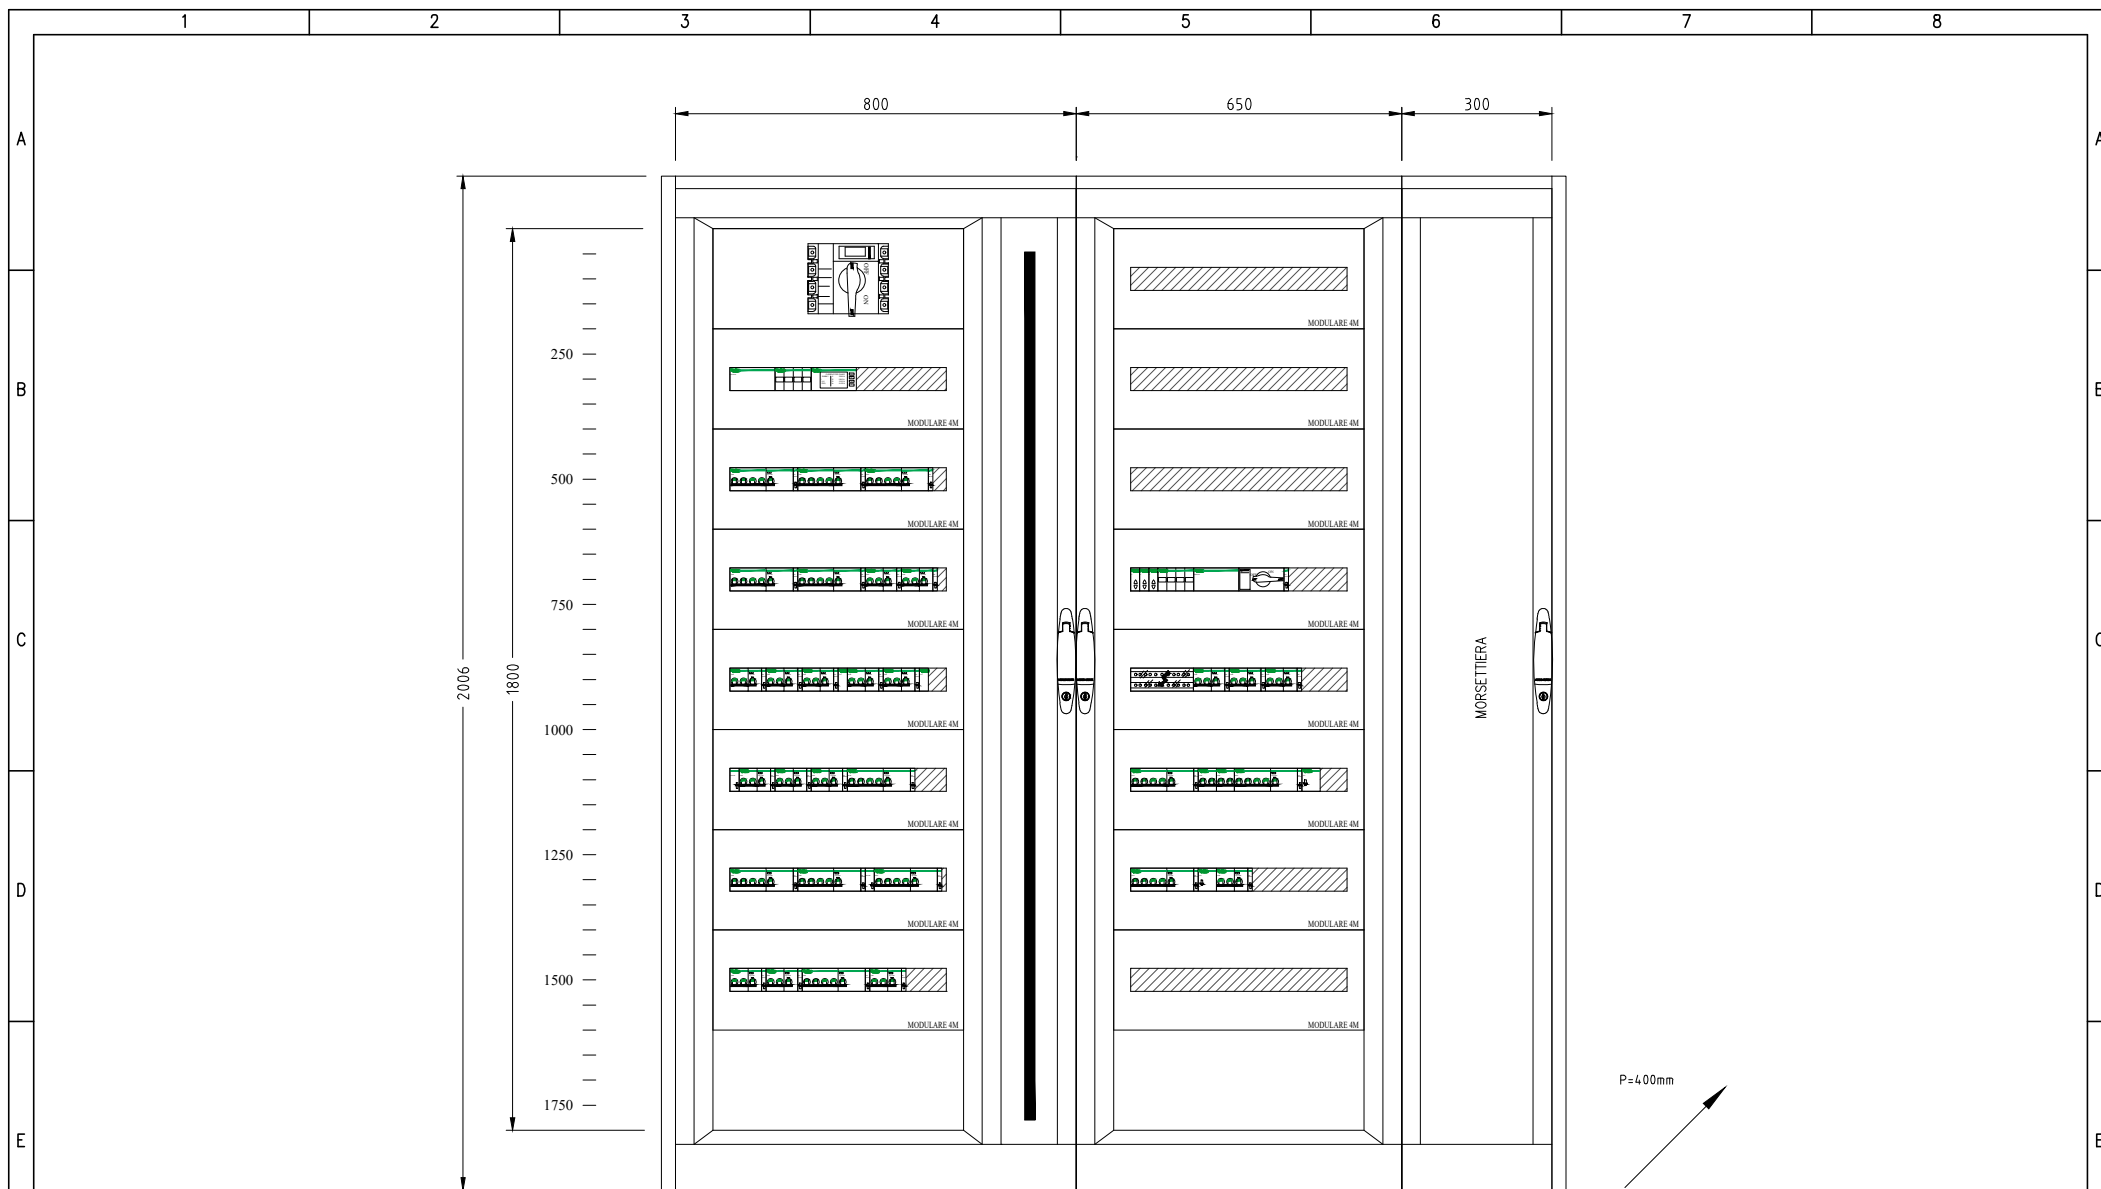 1 2 3 4 5 6 7 8
800 650 300
A A
OFF
ON
MODULARE 4M
250
B
MODULARE 4M MODULARE 4M
500
MODULARE 4M MODULARE 4M
750
MODULARE 4M MODULARE 4M
C
MORSETTIERA
2006
1800
MODULARE 4M MODULARE 4M
1000
MODULARE 4M MODULARE 4M
1250
D D
MODULARE 4M MODULARE 4M
1500
MODULARE 4M MODULARE 4M
P=400mm
1750
E